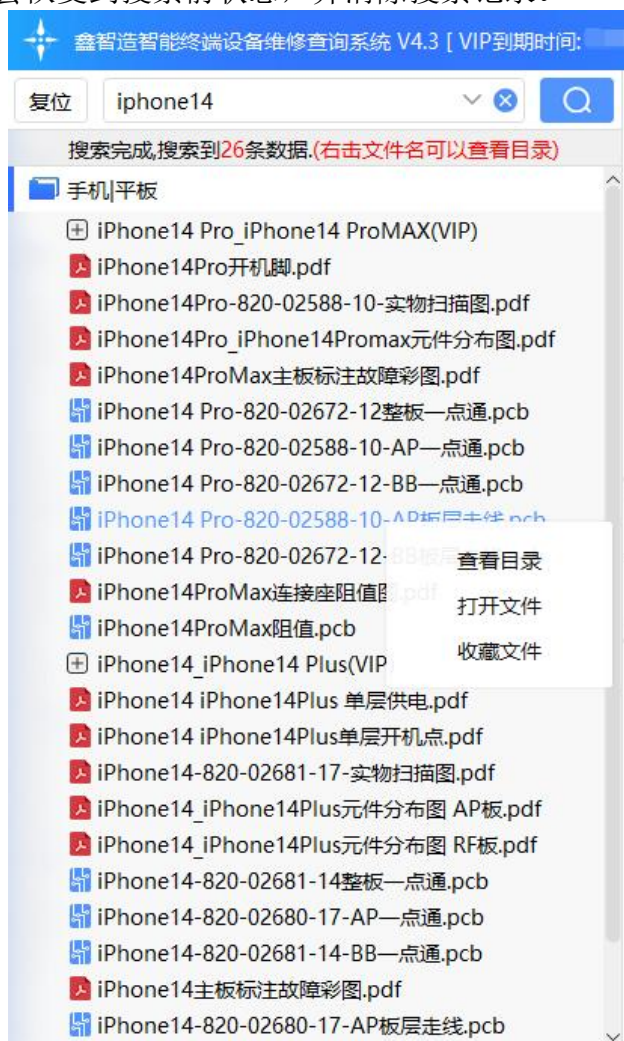 鑫智造智能终端设备维修查询系统 V4.3 [ VIP到期时间:
复位 iphone14
搜索完成,搜索到26条数据.(右击文件名可以查看目录)
手机|平板
iPhone14 Pro_iPhone14 ProMAX(VIP)
iPhone14Pro开机脚.pdf
iPhone14Pro-820-02588-10-实物扫描图.pdf
iPhone14Pro_iPhone14Promax元件分布图.pdf
iPhone14ProMax主板标注故障彩图.pdf
iPhone14 Pro-820-02672-12整板一点通.pcb
iPhone14 Pro-820-02588-10-AP一点通.pcb
iPhone14 Pro-820-02672-12-BB一点通.pcb
iPhone14 Pro-820-02588-10-AP板层走线.pcb
iPhone14 Pro-820-02672-12-
查看目录
iPhone14ProMax连接座阻值图.pdf
打开文件
iPhone14ProMax阻值.pcb
收藏文件
iPhone14_iPhone14 Plus(VIP
iPhone14 iPhone14Plus 单层供电.pdf
iPhone14 iPhone14Plus单层开机点.pdf
iPhone14-820-02681-17-实物扫描图.pdf
iPhone14_iPhone14Plus元件分布图 AP板.pdf
iPhone14_iPhone14Plus元件分布图 RF板.pdf
iPhone14-820-02681-14整板一点通.pcb
iPhone14-820-02680-17-AP一点通.pcb
iPhone14-820-02681-14-BB一点通.pcb
iPhone14主板标注故障彩图.pdf
iPhone14-820-02680-17-AP板层走线.pcb